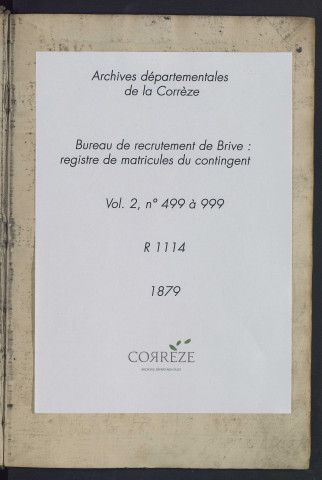 Archives départementales
de la Corrèze
Bureau de recrutement de Brive :
registre de matricules du contingent
Vol. 2, n° 499 à 999
R 1114
1879
CORRÈZE